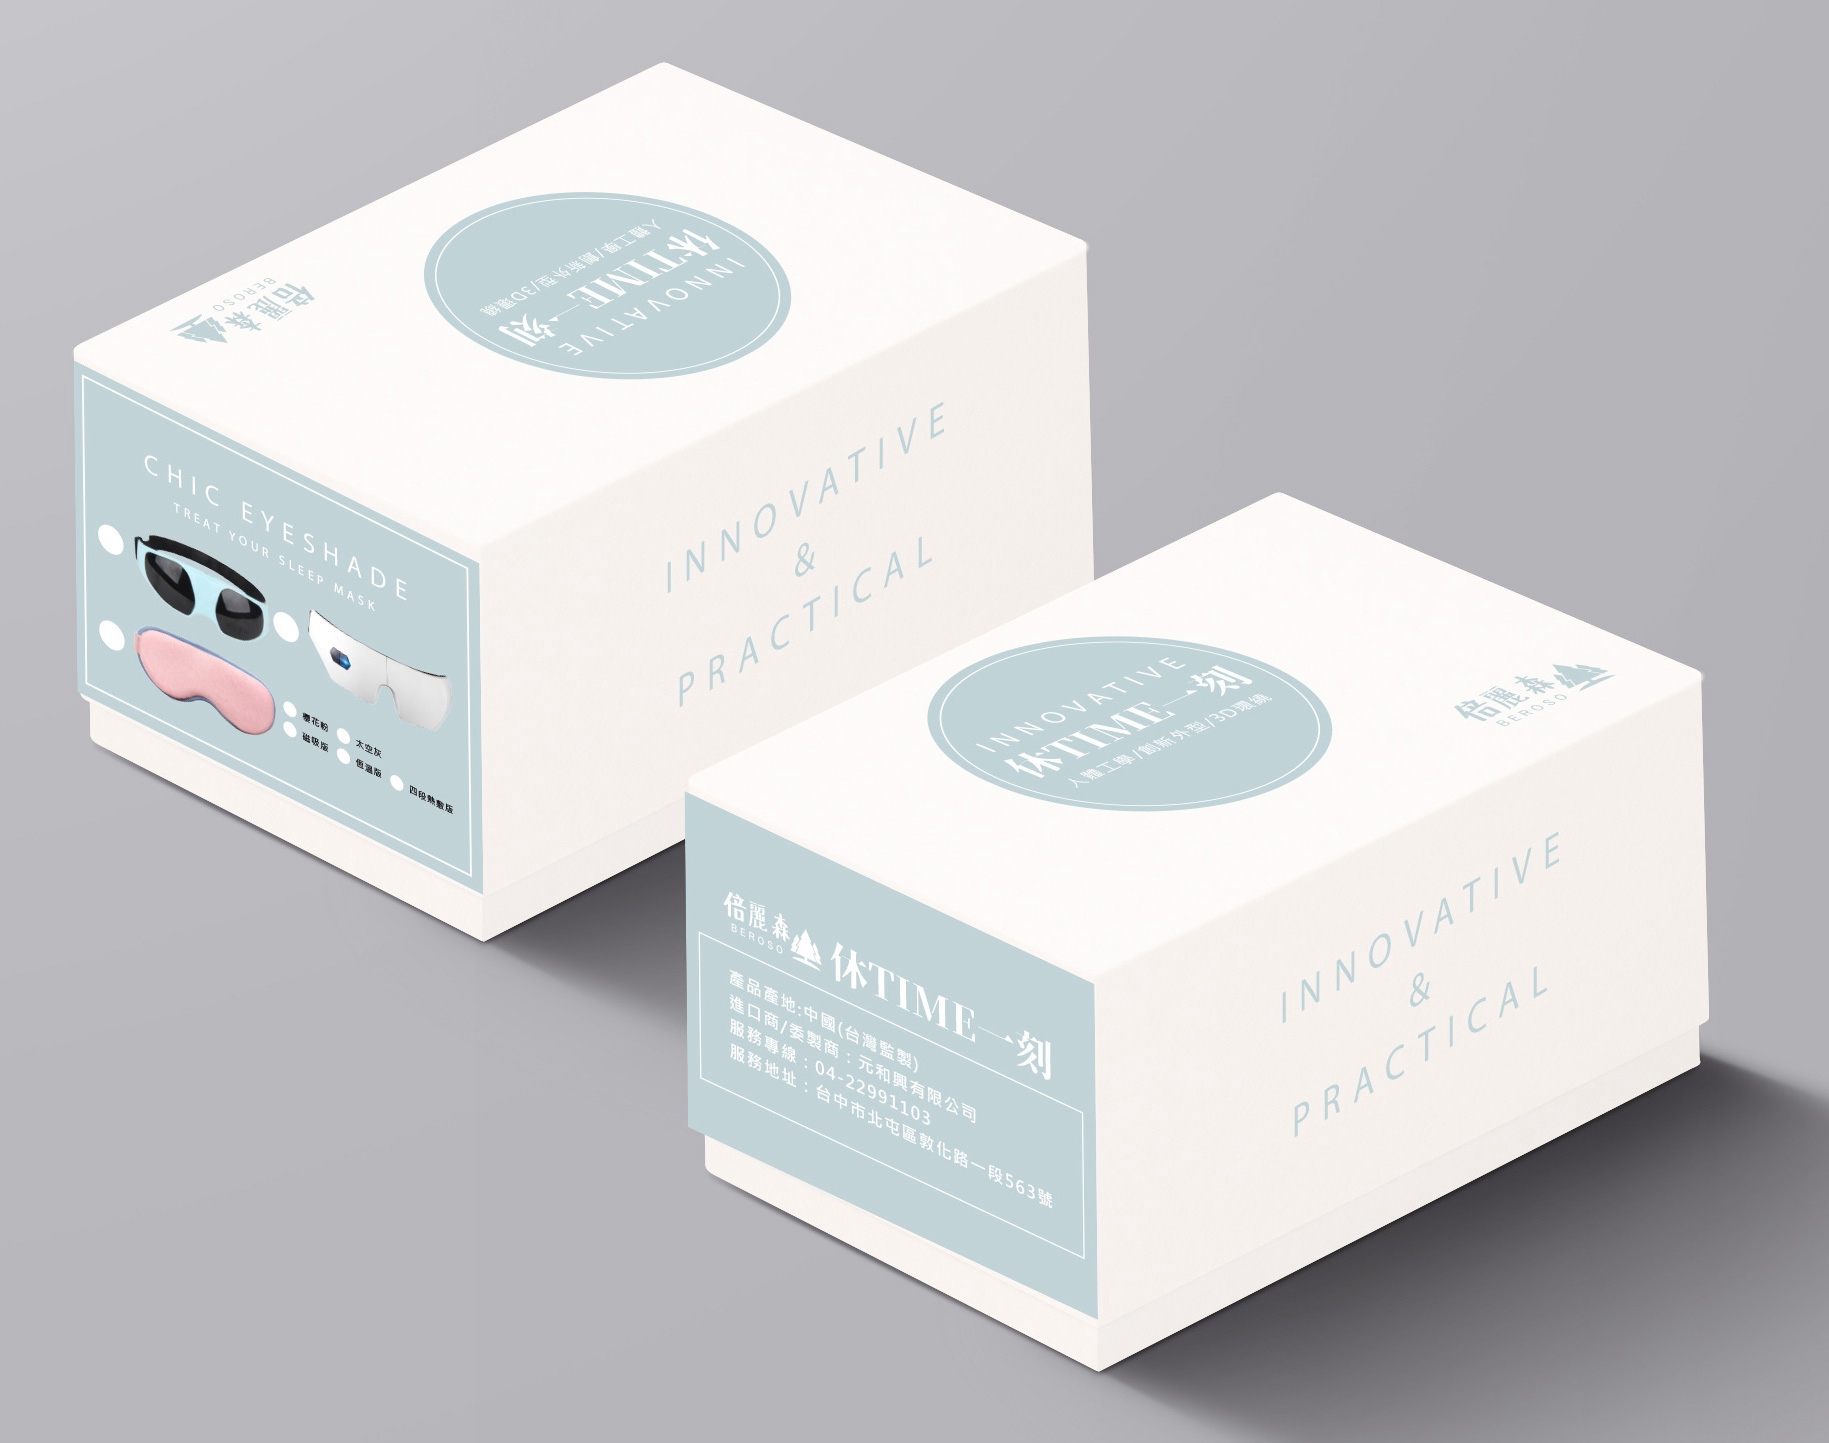 倍麗森
BEROSO
INNOVATIVE
休TIME一刻
人體工學/創新外型/3D環繞
CHIC EYESHADE
TREAT YOUR SLEEP MASK
櫻花粉
太空灰
磁吸版
恆溫版
四段熱敷版
INNOVATIVE
&
PRACTICAL
INNOVATIVE
休TIME一刻
人體工學/創新外型/3D環繞
倍麗森
BEROSO
倍麗森
BEROSO
休TIME一刻
產品產地:中國(台灣監製)
進口商/委製商：元和興有限公司
服務專線：04-22991103
服務地址：台中市北屯區敦化路一段563號
INNOVATIVE
&
PRACTICAL